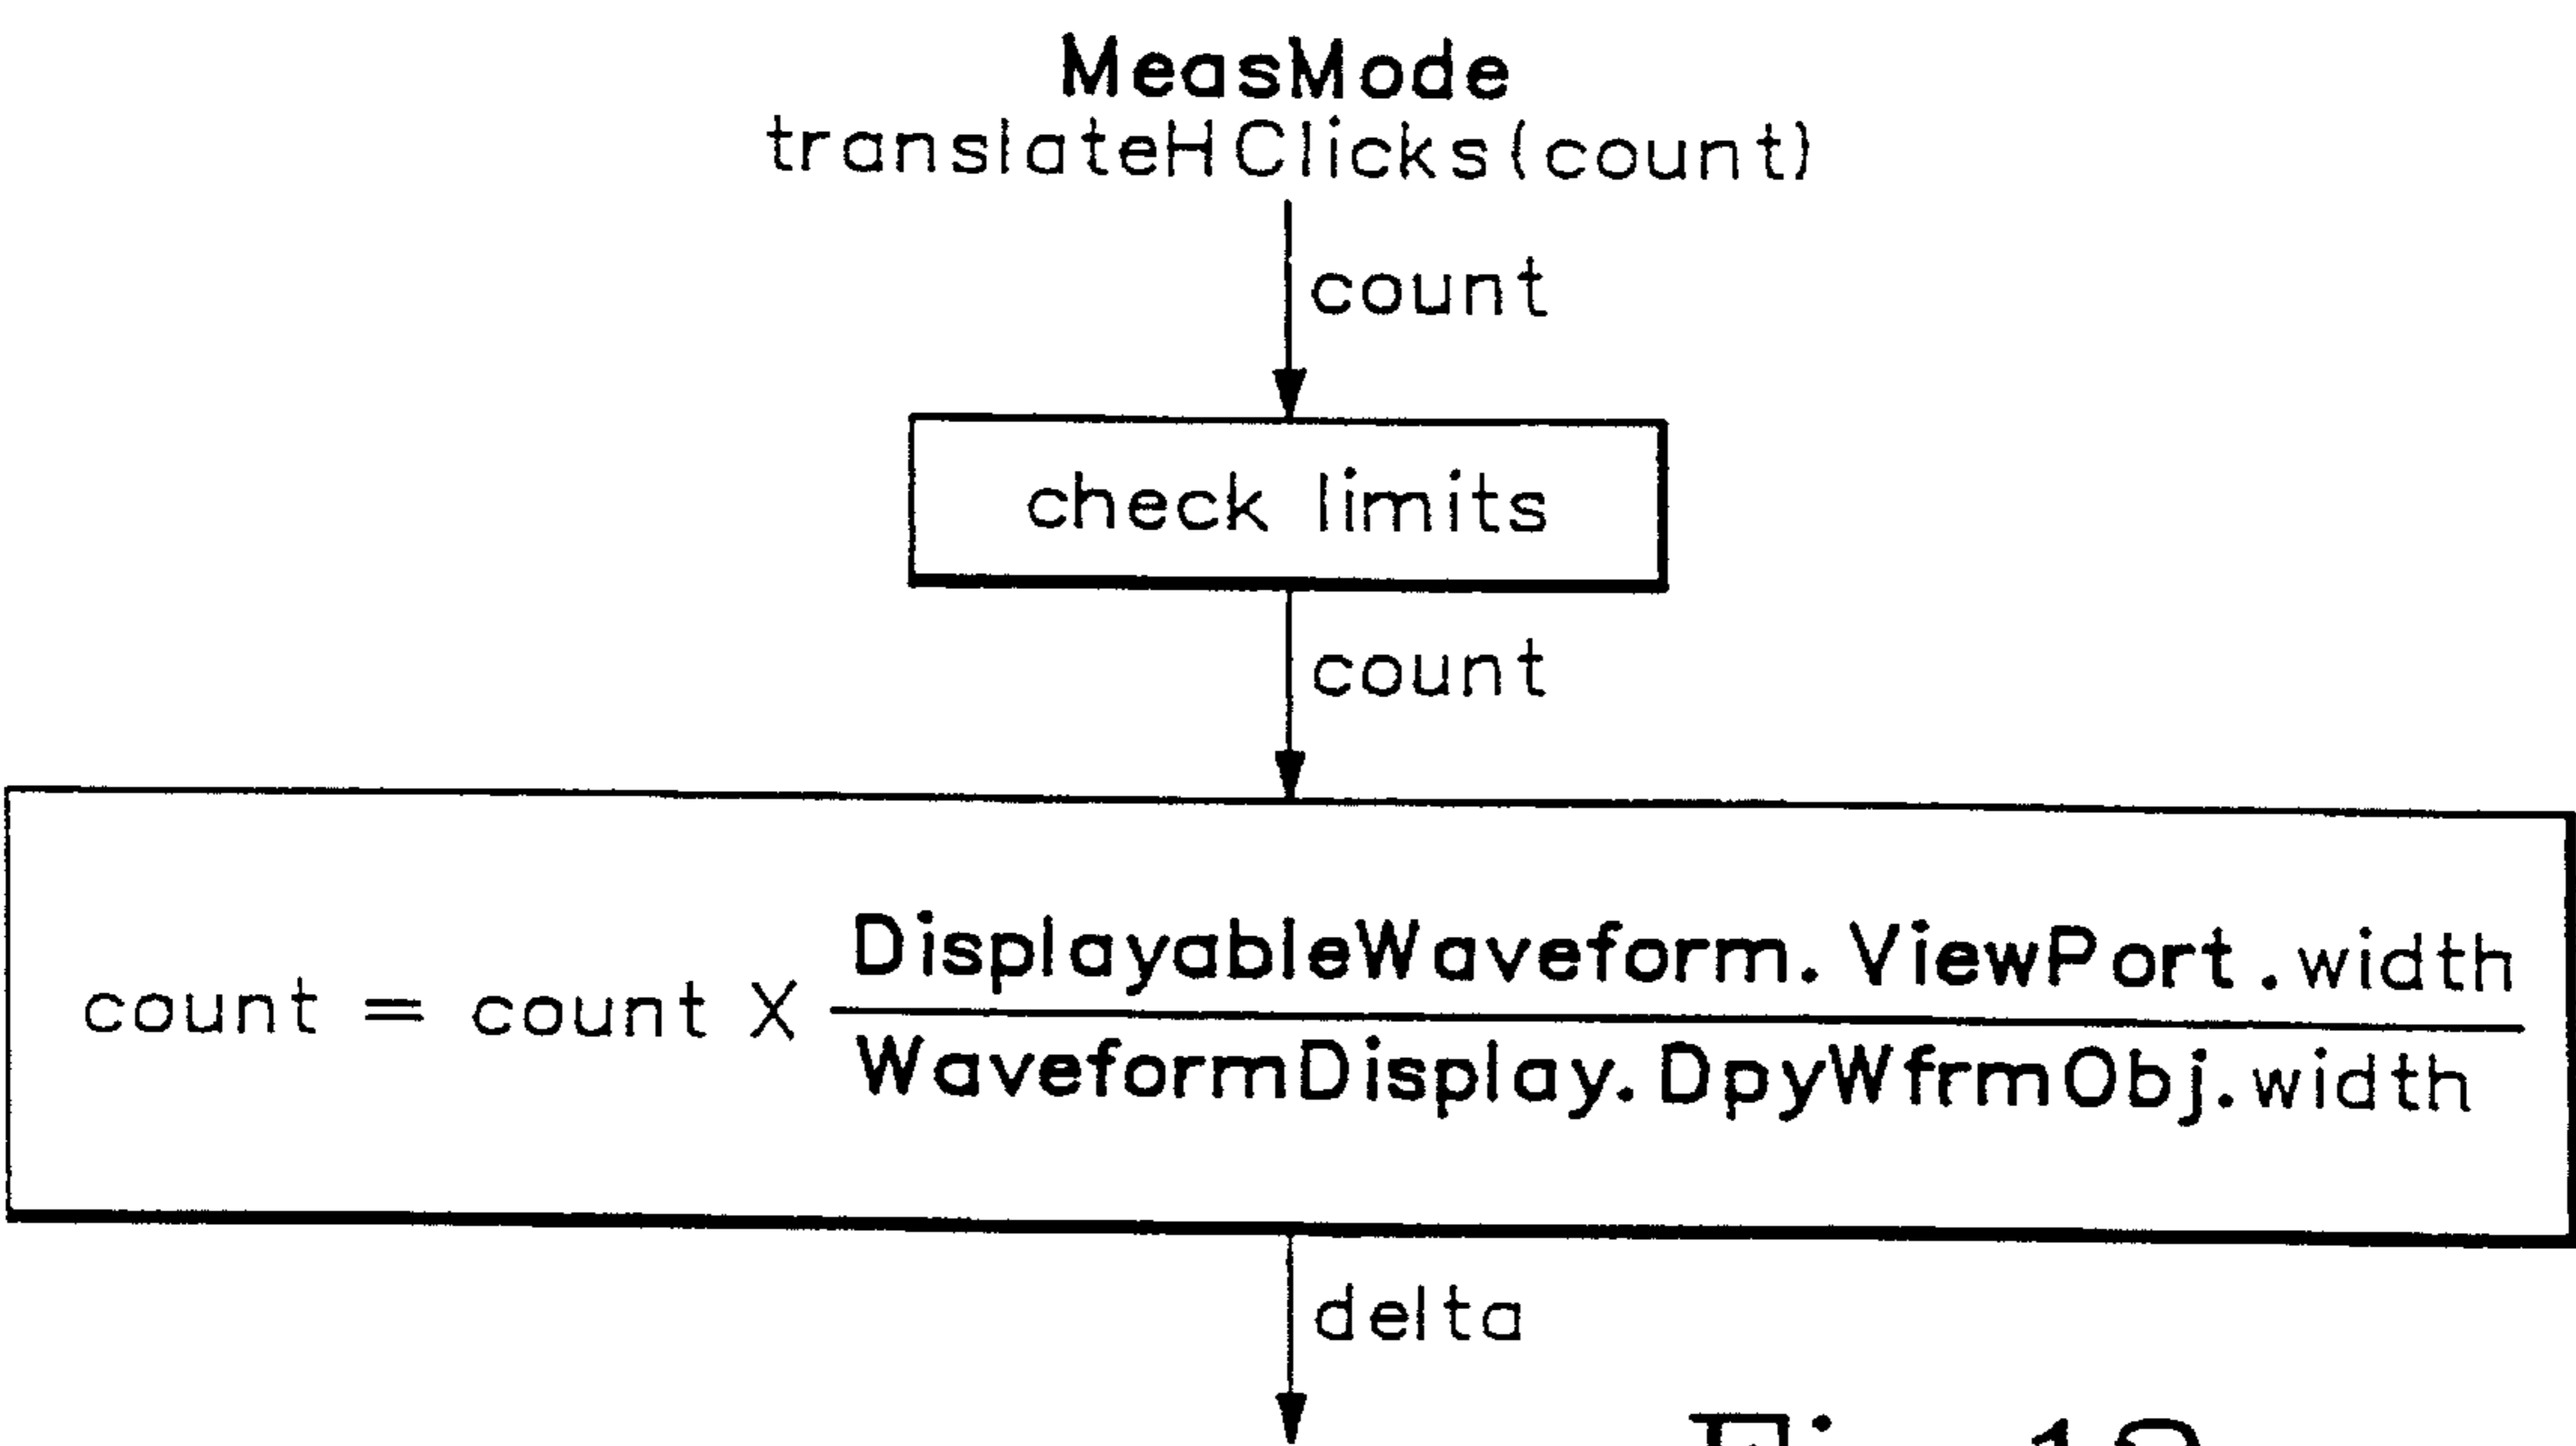 MeasMode
translateHClicks(count)
count
check limits
count
DisplayableWaveform.ViewPort.width
count = count X
WaveformDisplay.DpyWfrmObj.width
delta